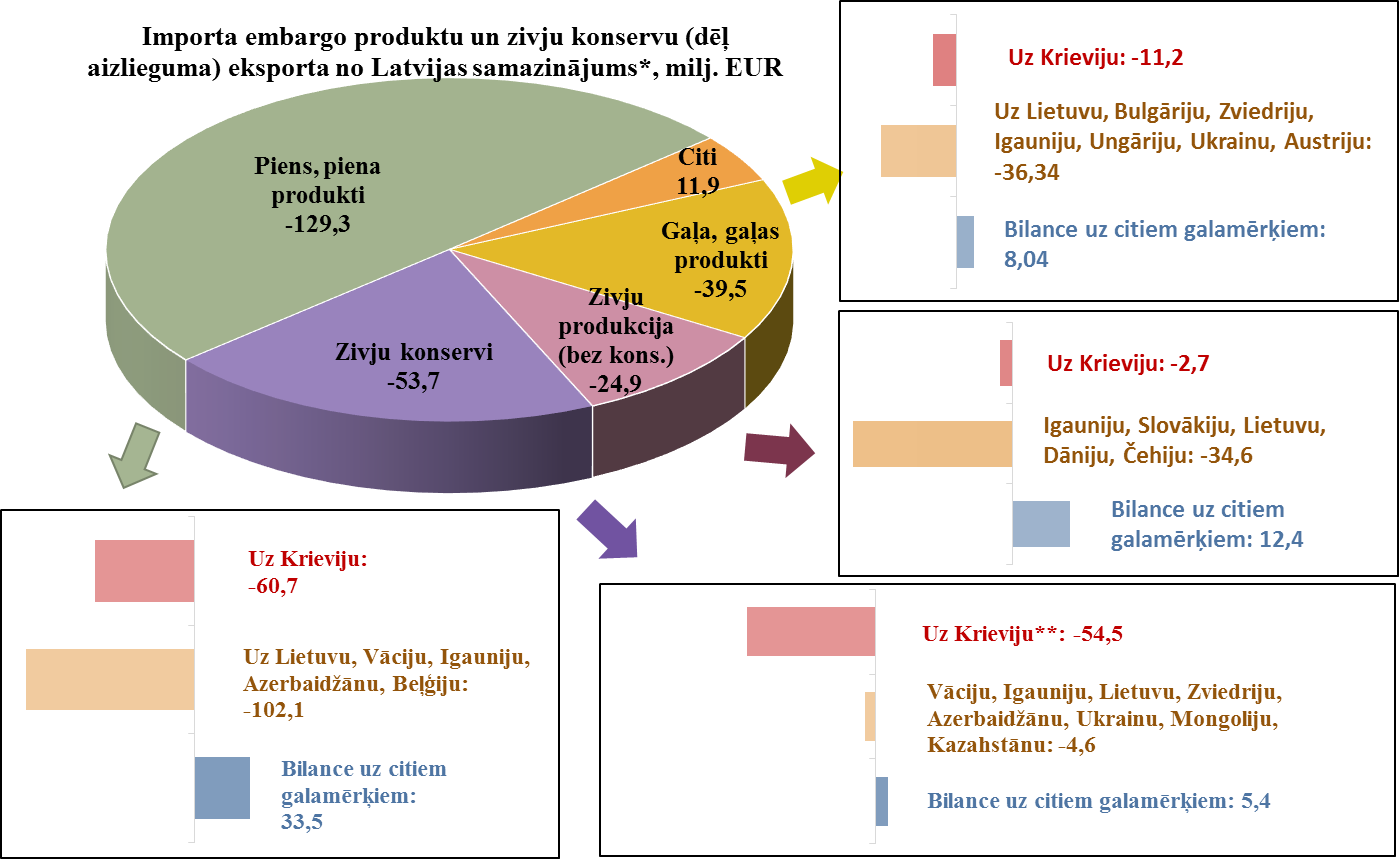 Importa embargo produktu un zivju konservu (dēļ
aizlieguma) eksporta no Latvijas samazinājums*, milj. EUR
Piens, piena
produkti
-129,3
Citi
11,9
Gaļa, gaļas
produkti
-39,5
Zivju
produkcija
(bez kons.)
-24,9
Zivju konservi
-53,7
Uz Krieviju: -11,2
Uz Lietuvu, Bulgāriju, Zviedriju,
Igauniju, Ungāriju, Ukrainu, Austriju:
-36,34
Bilance uz citiem galamērķiem:
8,04
Uz Krieviju: -2,7
Igauniju, Slovākiju, Lietuvu,
Dāniju, Čehiju: -34,6
Bilance uz citiem
galamērķiem: 12,4
Uz Krieviju:
-60,7
Uz Lietuvu, Vāciju, Igauniju,
Azerbaidžānu, Beļģiju:
-102,1
Bilance uz citiem
galamērķiem:
33,5
Uz Krieviju**: -54,5
Vāciju, Igauniju, Lietuvu, Zviedriju,
Azerbaidžānu, Ukrainu, Mongoliju,
Kazahstānu: -4,6
Bilance uz citiem galamērķiem: 5,4